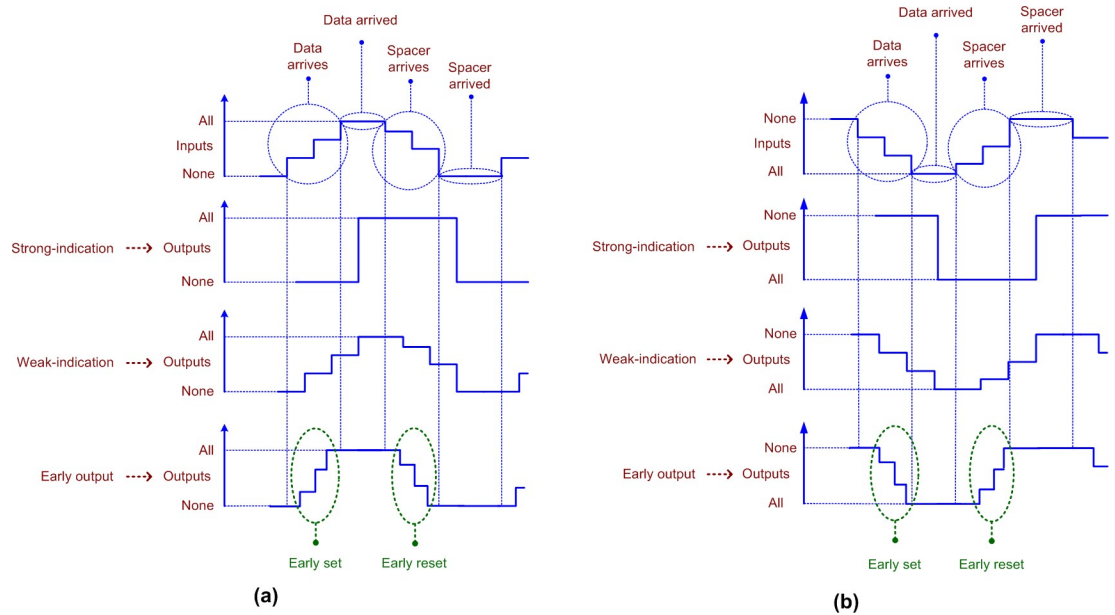 Data arrived
Data
arrives
Spacer
arrives
Spacer
arrived
All
Inputs
None
All
Strong-indication
Outputs
None
All
Weak-indication
Outputs
None
All
Early output
Outputs
None
Early set
Early reset
(a)
Data arrived
Spacer
arrived
Data
arrives
Spacer
arrives
None
Inputs
All
None
Strong-indication
Outputs
All
None
Weak-indication
Outputs
All
None
Early output
Outputs
All
Early set
Early reset
(b)